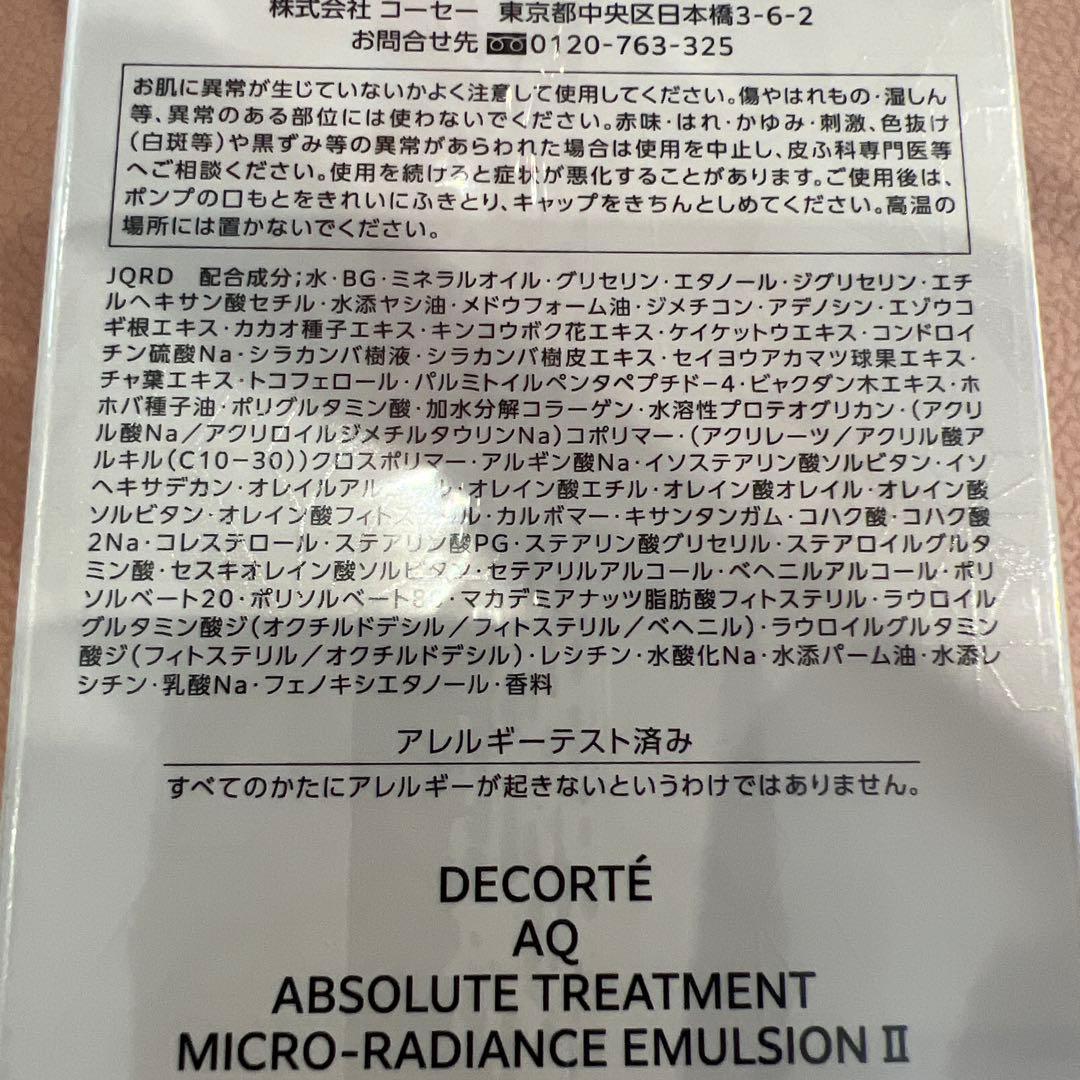 株式会社 コーセー 東京都中央区日本橋3-6-2
お問合せ先 0120-763-325
お肌に異常が生じていないかよく注意して使用してください。傷やはれもの・湿しん
等、異常のある部位には使わないでください。赤味・はれ・かゆみ・刺激、色抜け
(白斑等)や黒ずみ等の異常があらわれた場合は使用を中止し、皮ふ科専門医等
へご相談ください。使用を続けると症状が悪化することがあります。ご使用後は、
ポンプの口もとをきれいにふきとり、キャップをきちんとしめてください。高温の
場所には置かないでください。
JQRD 配合成分;水・BG・ミネラルオイル・グリセリン・エタノール・ジグリセリン・エチ
ルヘキサン酸セチル・水添ヤシ油・メドウフォーム油・ジメチコン・アデノシン・エゾウコ
ギ根エキス・カカオ種子エキス・キンコウボク花エキス・ケイケットウエキス・コンドロイ
チン硫酸Na・シラカンバ樹液・シラカンバ樹皮エキス・セイヨウアカマツ球果エキス・
チャ葉エキス・トコフェロール・パルミトイルペンタペプチド-4・ビャクダン木エキス・ホ
ホバ種子油・ポリグルタミン酸・加水分解コラーゲン・水溶性プロテオグリカン・(アクリ
ル酸Na/アクリロイルジメチルタウリンNa)コポリマー・(アクリレーツ/アクリル酸ア
ルキル(C10-30))クロスポリマー・アルギン酸Na・イソステアリン酸ソルビタン・イソ
ヘキサデカン・オレイルアルコール・オレイン酸エチル・オレイン酸オレイル・オレイン酸
ソルビタン・オレイン酸フィトステリル・カルボマー・キサンタンガム・コハク酸・コハク酸
2Na・コレステロール・ステアリン酸PG・ステアリン酸グリセリル・ステアロイルグルタ
ミン酸・セスキオレイン酸ソルビタン・セテアリルアルコール・ベヘニルアルコール・ポリ
ソルベート20・ポリソルベート80・マカデミアナッツ脂肪酸フィトステリル・ラウロイル
グルタミン酸ジ(オクチルドデシル/フィトステリル/ベヘニル)・ラウロイルグルタミン
酸ジ(フィトステリル/オクチルドデシル)・レシチン・水酸化Na・水添パーム油・水添レ
シチン・乳酸Na・フェノキシエタノール・香料
アレルギーテスト済み
すべてのかたにアレルギーが起きないというわけではありません。
DECORTÉ
AQ
ABSOLUTE TREATMENT
MICRO-RADIANCE EMULSION II